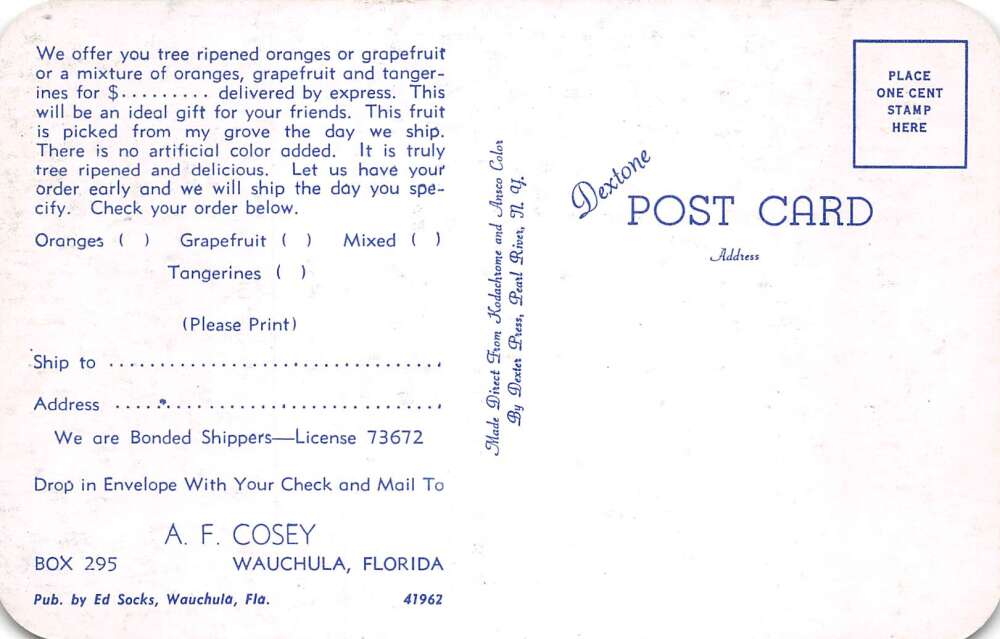 We offer you tree ripened oranges or grapefruit
or a mixture of oranges, grapefruit and tanger-
ines for $......... delivered by express. This
will be an ideal gift for your friends. This fruit
is picked from my grove the day we ship.
There is no artificial color added. It is truly
tree ripened and delicious. Let us have your
order early and we will ship the day you spe-
cify. Check your order below.
Oranges ( ) Grapefruit ( ) Mixed ( )
Tangerines ( )
(Please Print)
Ship to ..................................
Address ..................................
We are Bonded Shippers—License 73672
Drop in Envelope With Your Check and Mail To
A. F. COSEY
BOX 295 WAUCHULA, FLORIDA
Pub. by Ed Socks, Wauchula, Fla. 41962
Made Direct From Kodachrome and Ansco Color
By Dexter Press, Pearl River, N. Y.
Dextone
POST CARD
Address
PLACE
ONE CENT
STAMP
HERE